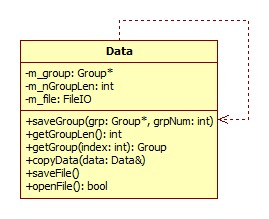 Data
-m_group: Group*
-m_nGroupLen: int
-m_file: FileIO
+saveGroup(grp: Group*, grpNum: int)
+getGroupLen(): int
+getGroup(index: int): Group
+copyData(data: Data&)
+saveFile()
+openFile(): bool